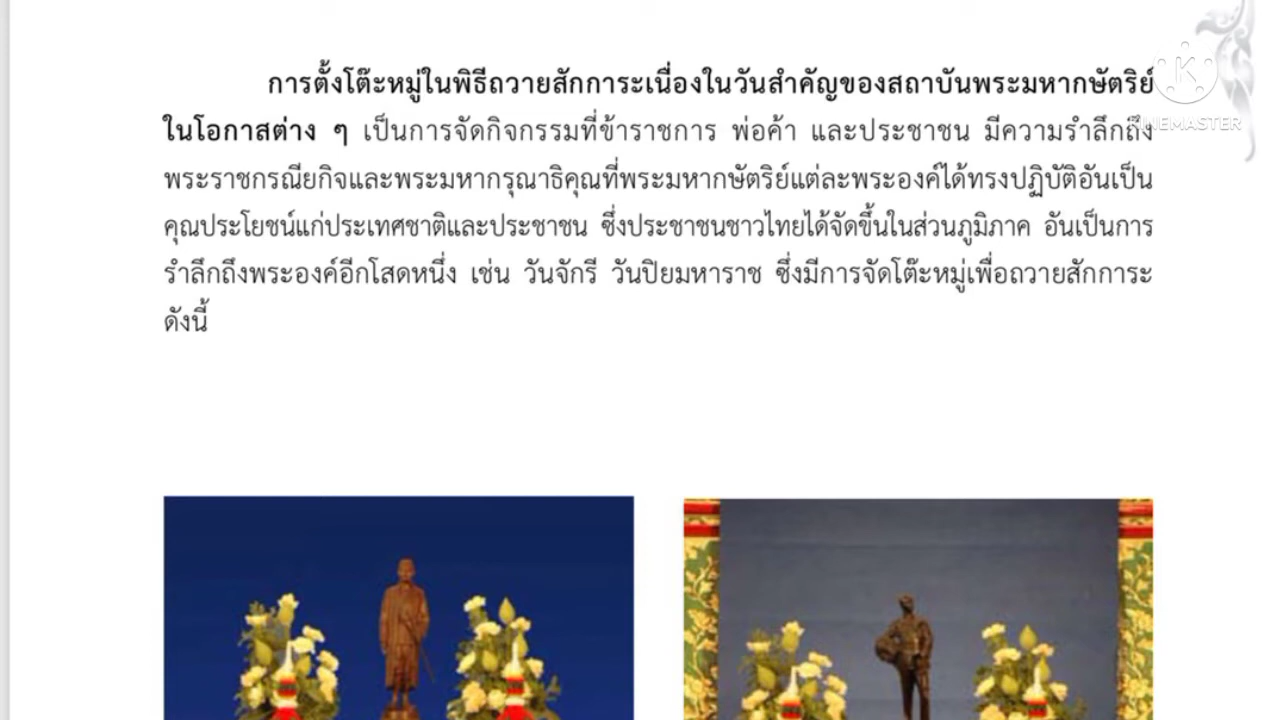 การตั้งโต๊ะหมู่ในพิธีถวายสักการะเนื่องในวันสำคัญของสถาบันพระมหากษัตริย์
ในโอกาสต่าง ๆ เป็นการจัดกิจกรรมที่ข้าราชการ พ่อค้า และประชาชน มีความรำลึกถึง
พระราชกรณียกิจและพระมหากรุณาธิคุณที่พระมหากษัตริย์แต่ละพระองค์ได้ทรงปฏิบัติอันเป็น
คุณประโยชน์แก่ประเทศชาติและประชาชน ซึ่งประชาชนชาวไทยได้จัดขึ้นในส่วนภูมิภาค อันเป็นการ
รำลึกถึงพระองค์อีกโสดหนึ่ง เช่น วันจักรี วันปิยมหาราช ซึ่งมีการจัดโต๊ะหมู่เพื่อถวายสักการะ
ดังนี้
K
KINEMASTER